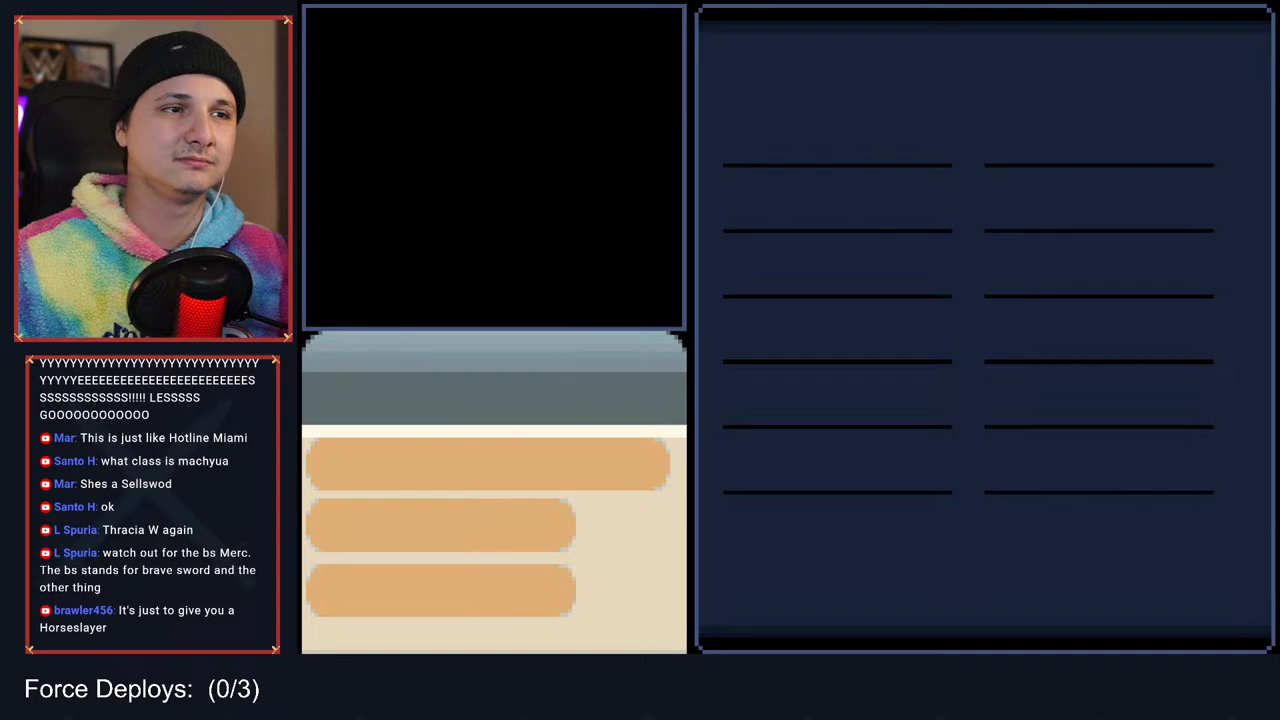 YYYYYYYYYYYYYYYYYYYYYYYYYYYYY
YYYYYEEEEEEEEEEEEEEEEEEEEEEEES
SSSSSSSSSSSS!!!!! LESSSSS
GOOOOOOOOOOOO
Mar: This is just like Hotline Miami
Santo H: what class is machyua
Mar: Shes a Sellswod
Santo H: ok
L Spuria: Thracia W again
L Spuria: watch out for the bs Merc.
The bs stands for brave sword and the
other thing
brawler456: It's just to give you a
Horseslayer
Force Deploys: (0/3)